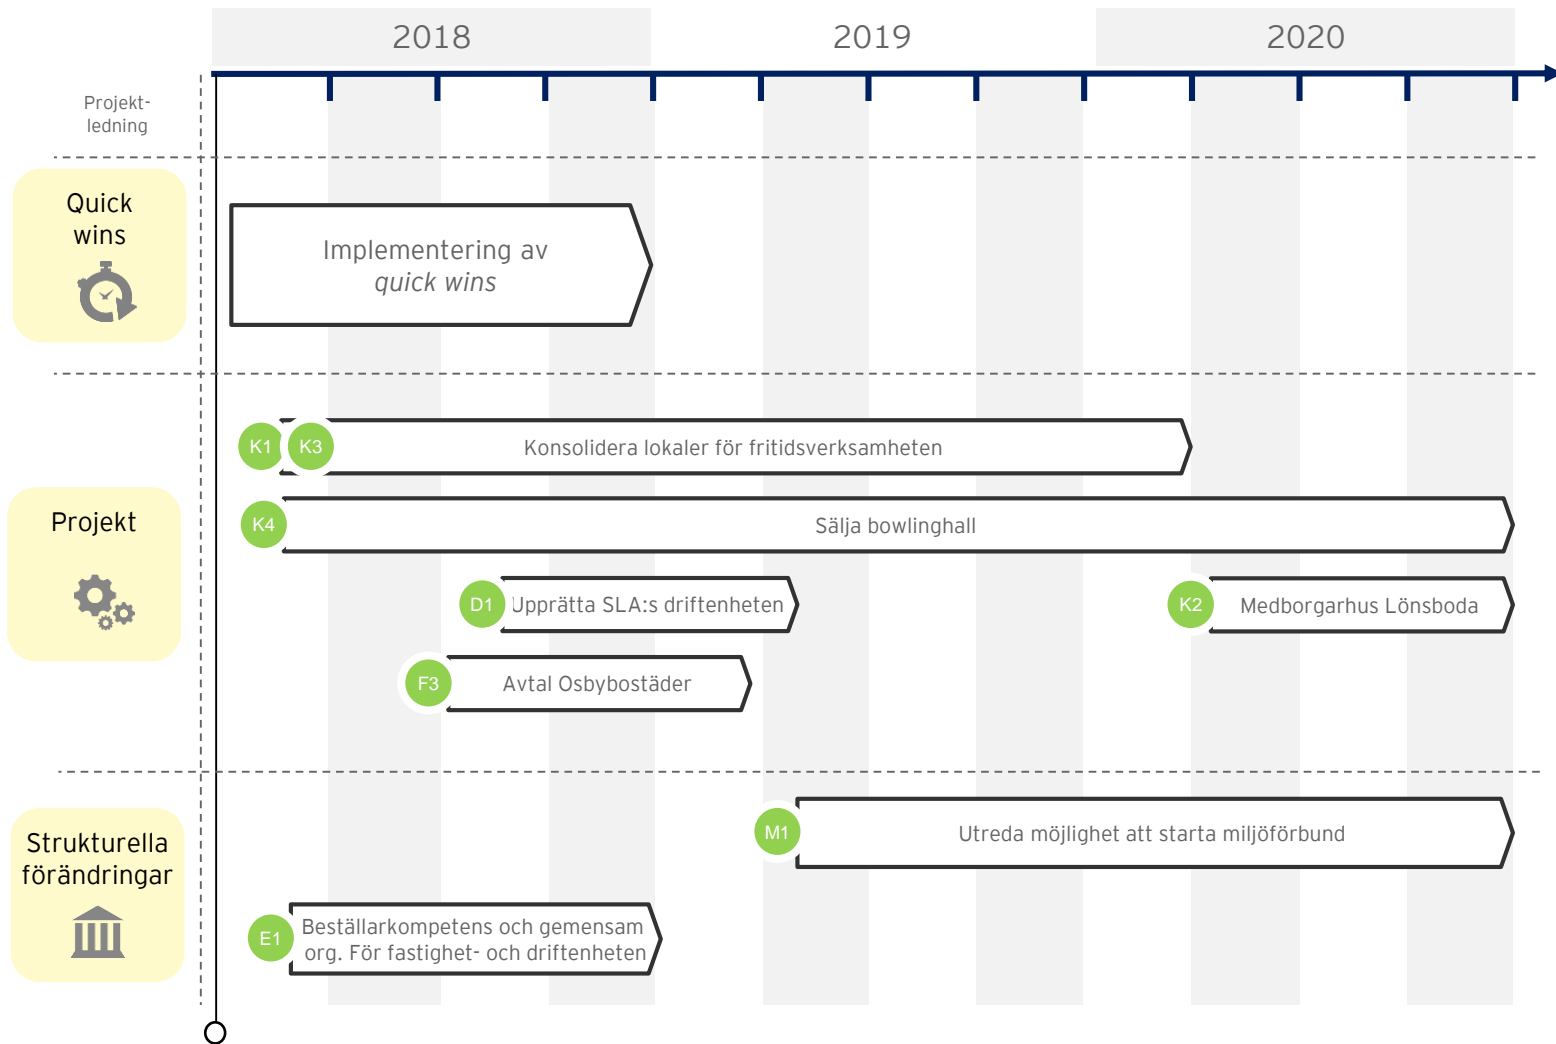 2018
2019
2020
Projekt-
ledning
Quick
wins
Implementering av
quick wins
K1
K3
Konsolidera lokaler för fritidsverksamheten
Projekt
K4
Sälja bowlinghall
D1
Upprätta SLA:s driftenheten
K2
Medborgarhus Lönsboda
F3
Avtal Osbybostäder
Strukturella
förändringar
M1
Utreda möjlighet att starta miljöförbund
E1
Beställarkompetens och gemensam
org. För fastighet- och driftenheten